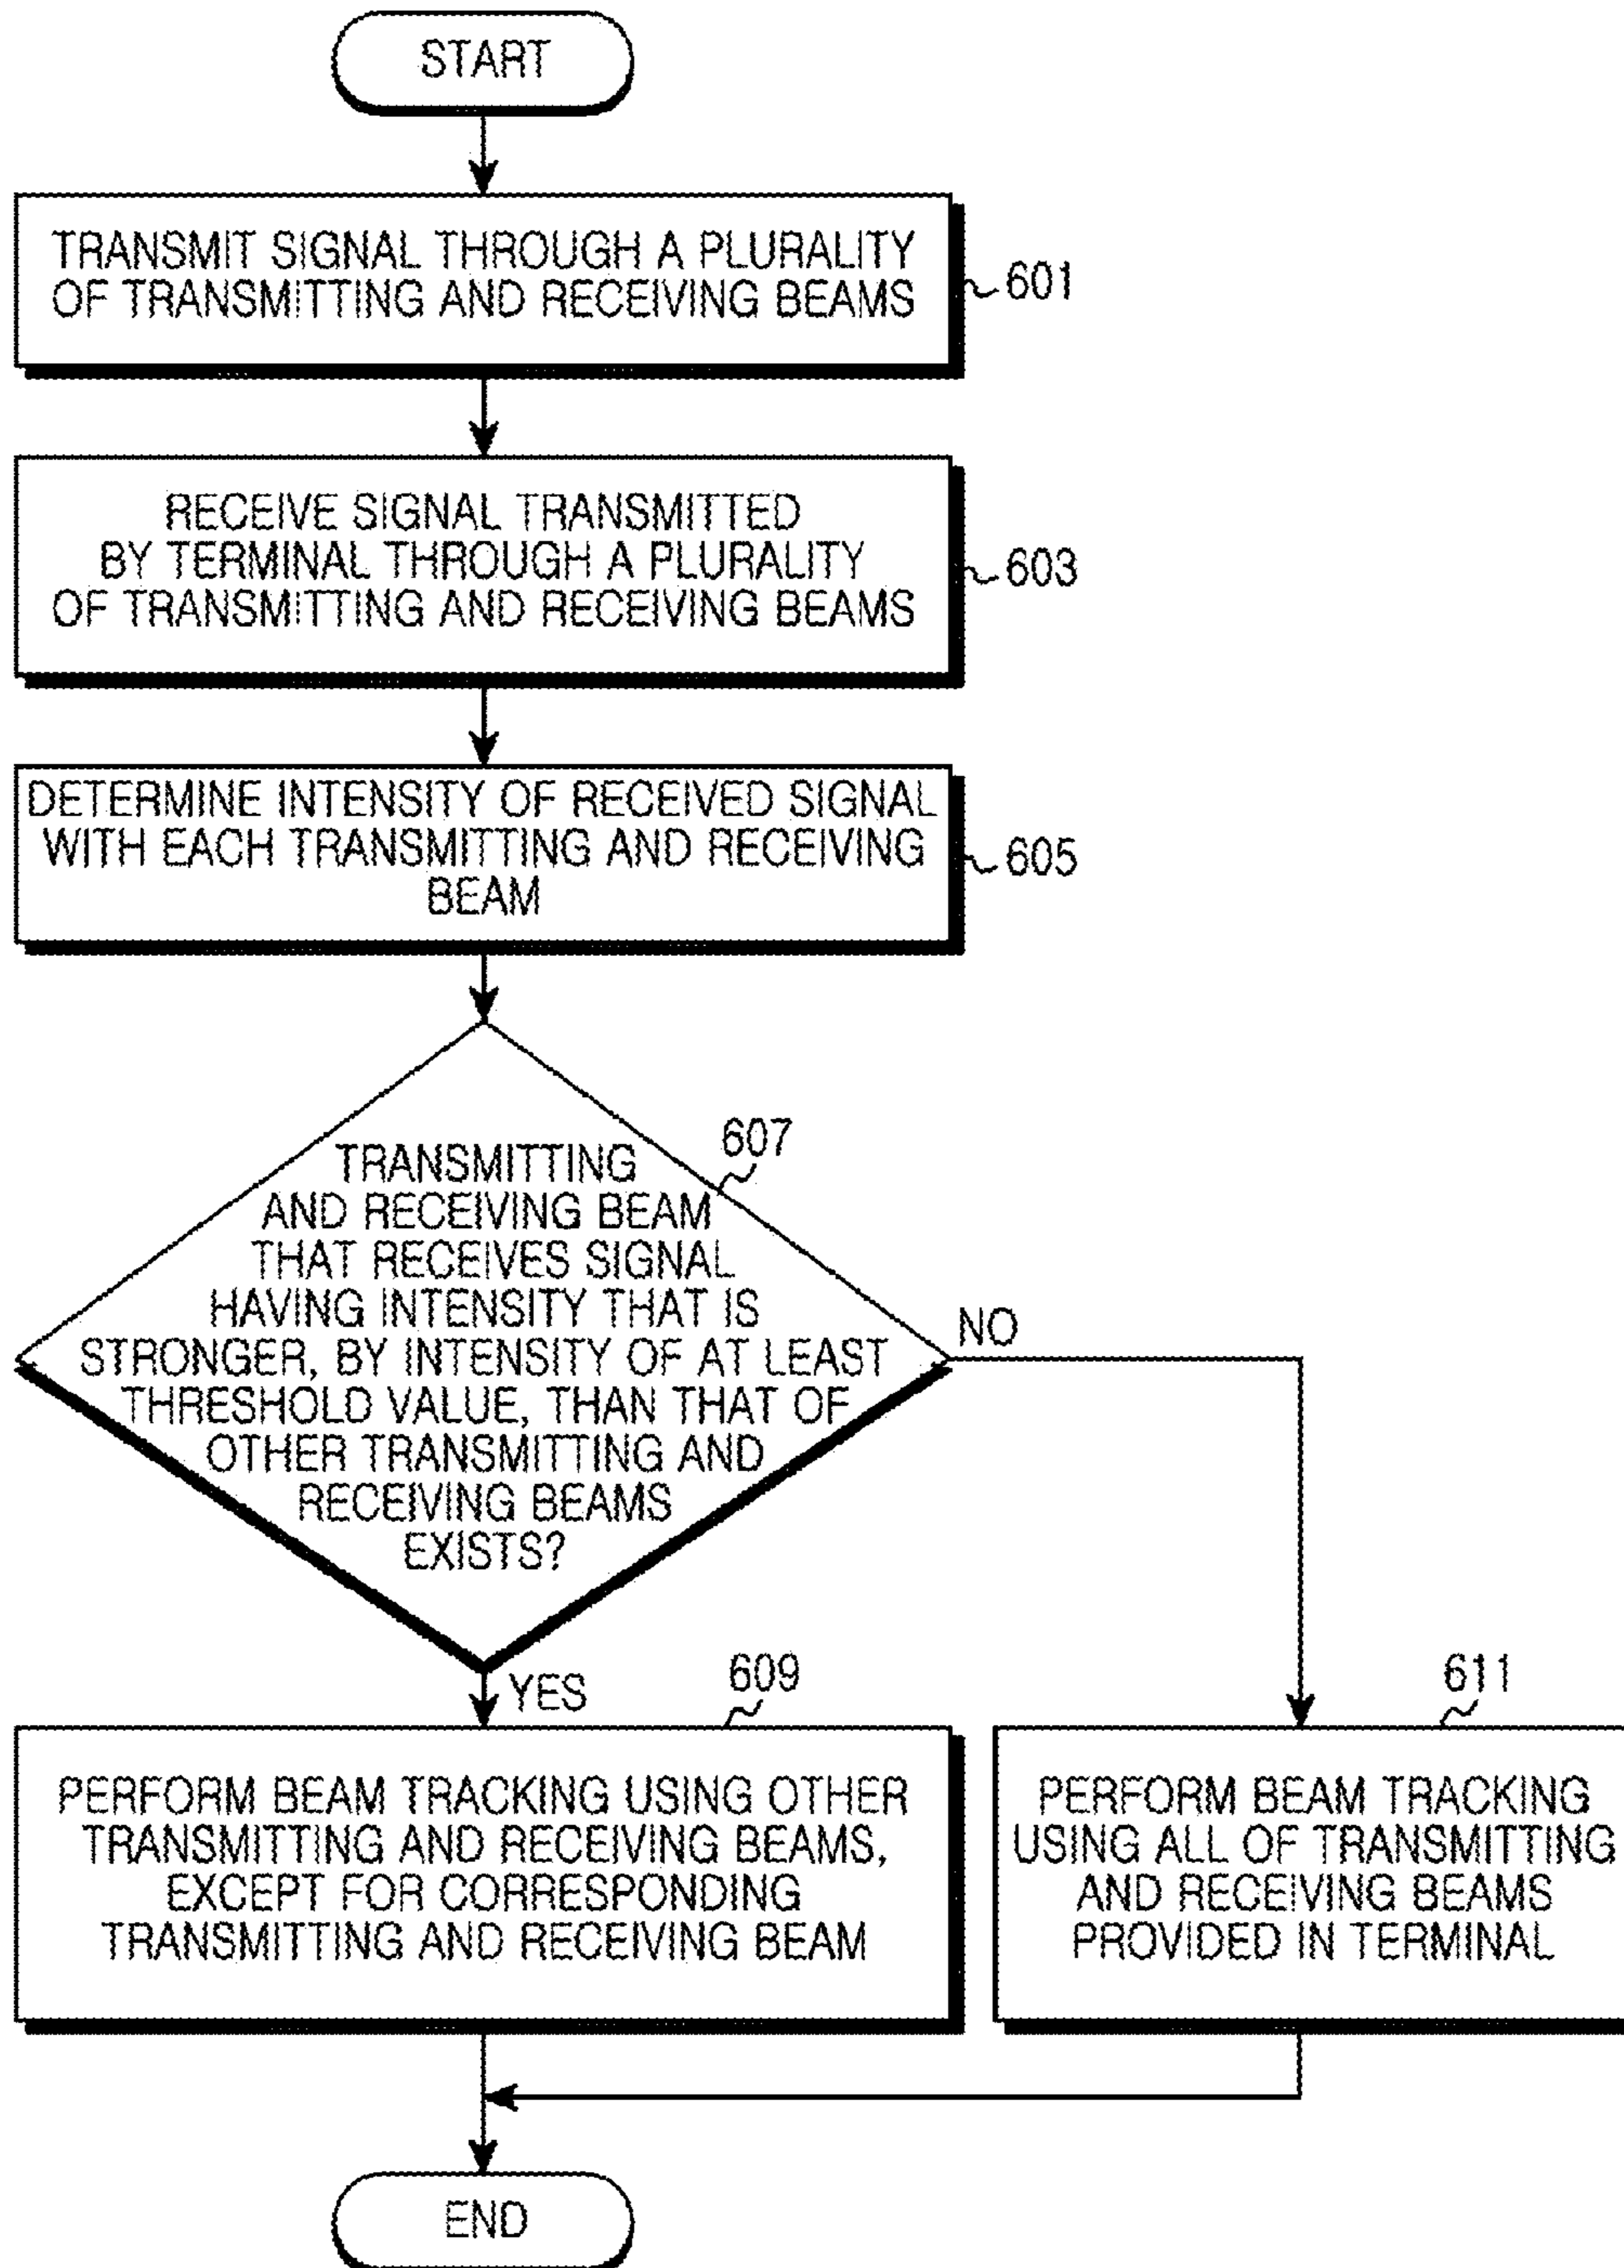 START
TRANSMIT SIGNAL THROUGH A PLURALITY
OF TRANSMITTING AND RECEIVING BEAMS
601
RECEIVE SIGNAL TRANSMITTED
BY TERMINAL THROUGH A PLURALITY
OF TRANSMITTING AND RECEIVING BEAMS
603
DETERMINE INTENSITY OF RECEIVED SIGNAL
WITH EACH TRANSMITTING AND RECEIVING
BEAM
605
607
TRANSMITTING
AND RECEIVING BEAM
THAT RECEIVES SIGNAL
HAVING INTENSITY THAT IS
STRONGER, BY INTENSITY OF AT LEAST
THRESHOLD VALUE, THAN THAT OF
OTHER TRANSMITTING AND
RECEIVING BEAMS
EXISTS?
NO
YES
609
PERFORM BEAM TRACKING USING OTHER
TRANSMITTING AND RECEIVING BEAMS,
EXCEPT FOR CORRESPONDING
TRANSMITTING AND RECEIVING BEAM
611
PERFORM BEAM TRACKING
USING ALL OF TRANSMITTING
AND RECEIVING BEAMS
PROVIDED IN TERMINAL
END